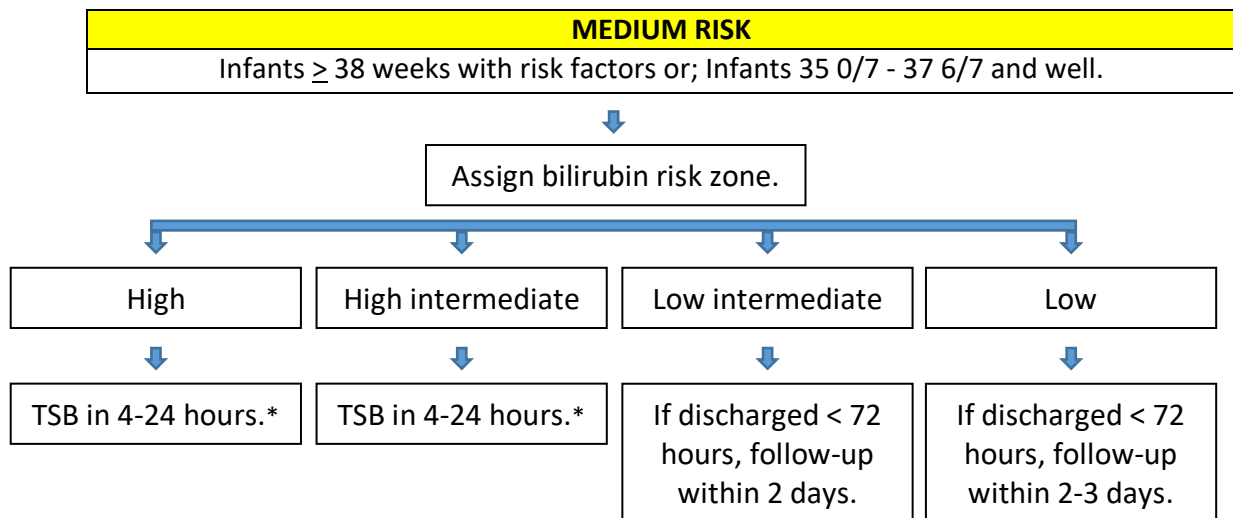 MEDIUM RISK
Infants > 38 weeks with risk factors or; Infants 35 0/7 - 37 6/7 and well.
Assign bilirubin risk zone.
High
High intermediate
Low intermediate
Low
TSB in 4-24 hours.*
TSB in 4-24 hours.*
If discharged < 72
hours, follow-up
within 2 days.
If discharged < 72
hours, follow-up
within 2-3 days.